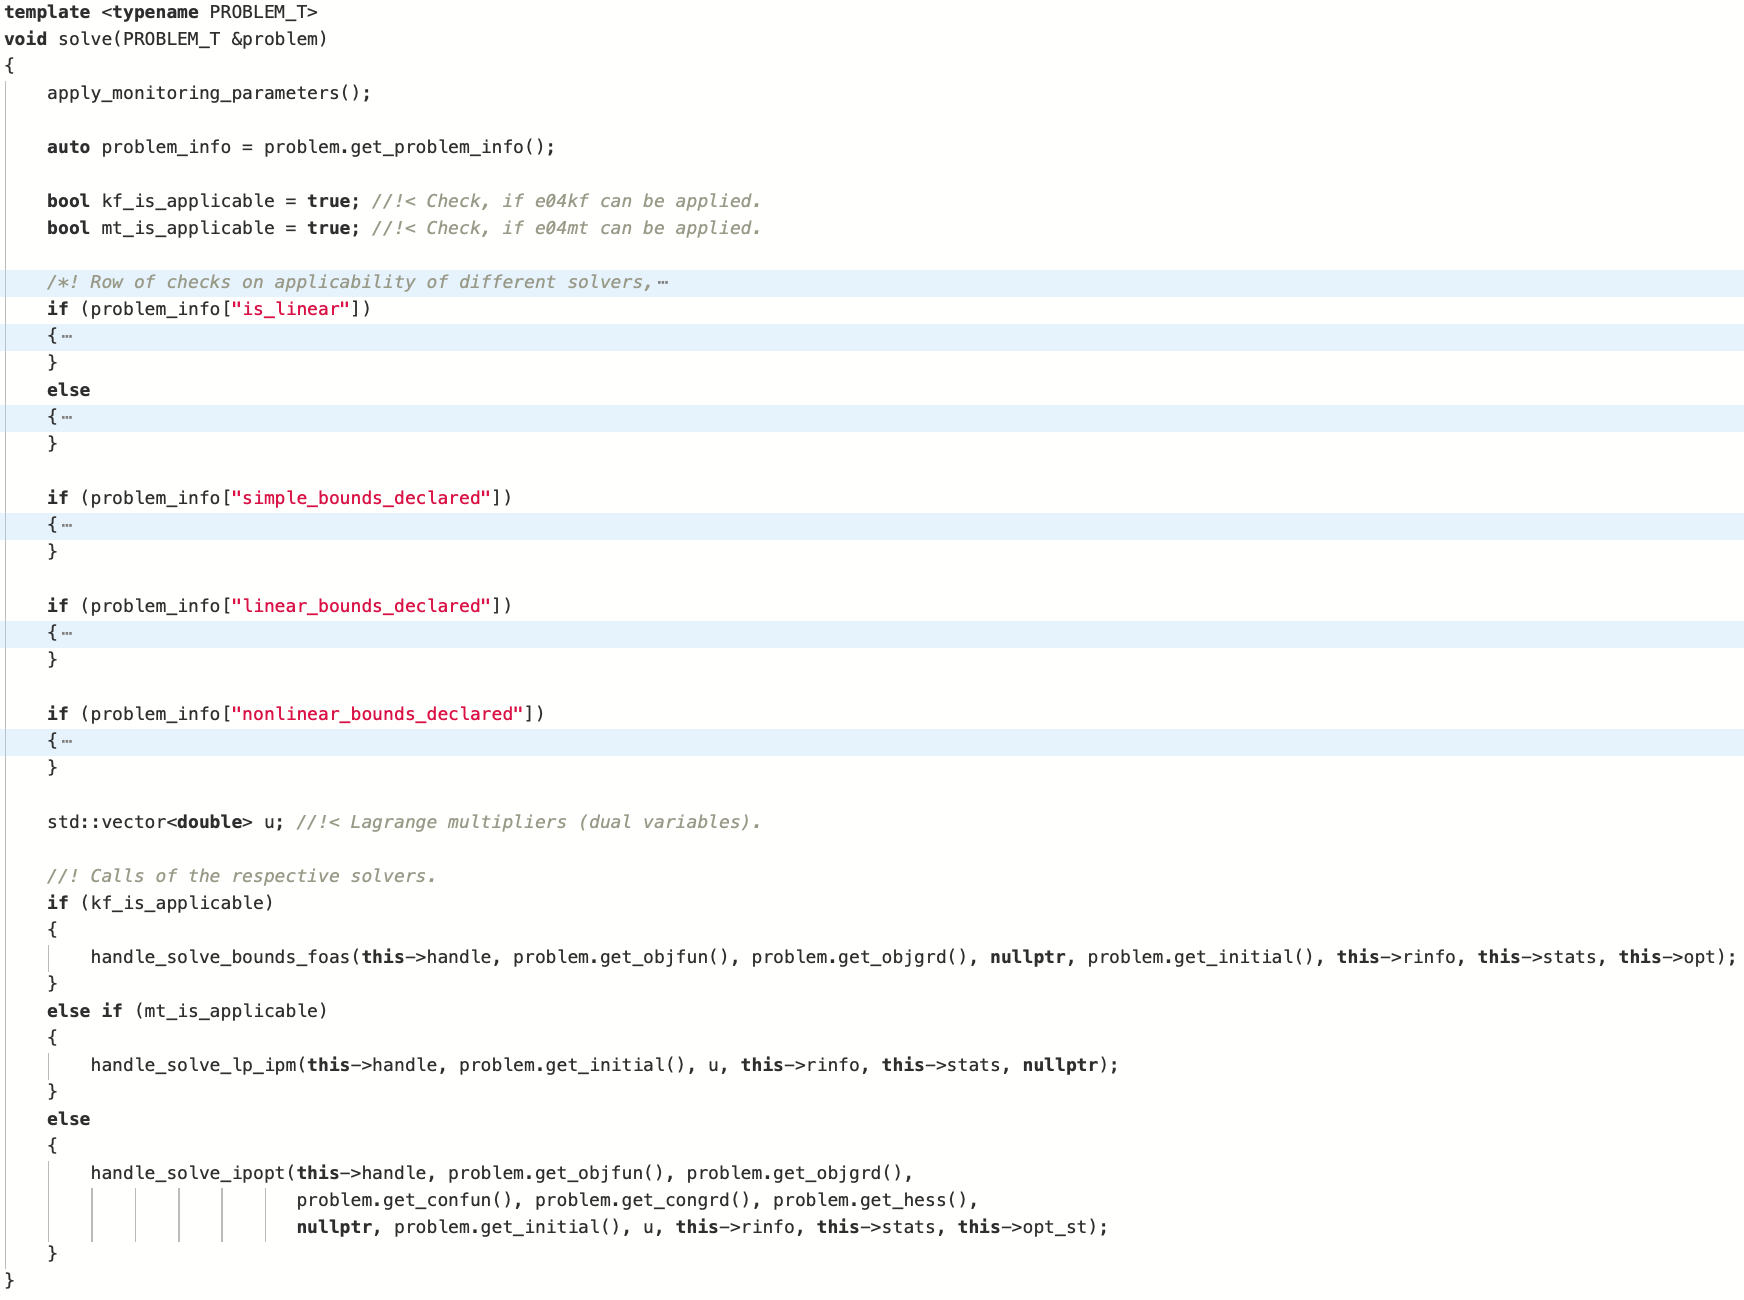 template <typename PROBLEM_T>
void solve(PROBLEM_T &problem)
{
    apply_monitoring_parameters();

    auto problem_info = problem.get_problem_info();

    bool kf_is_applicable = true; //!< Check, if e04kf can be applied.
    bool mt_is_applicable = true; //!< Check, if e04mt can be applied.

    /*! Row of checks on applicability of different solvers,⋯
    if (problem_info["is_linear"])
    {⋯
    }
    else
    {⋯
    }

    if (problem_info["simple_bounds_declared"])
    {⋯
    }

    if (problem_info["linear_bounds_declared"])
    {⋯
    }

    if (problem_info["nonlinear_bounds_declared"])
    {⋯
    }

    std::vector<double> u; //!< Lagrange multipliers (dual variables).

    //! Calls of the respective solvers.
    if (kf_is_applicable)
    {
        handle_solve_bounds_foas(this->handle, problem.get_objfun(), problem.get_objgrd(), nullptr, problem.get_initial(), this->rinfo, this->stats, this->opt);
    }
    else if (mt_is_applicable)
    {
        handle_solve_lp_ipm(this->handle, problem.get_initial(), u, this->rinfo, this->stats, nullptr);
    }
    else
    {
        handle_solve_ipopt(this->handle, problem.get_objfun(), problem.get_objgrd(),
                           problem.get_confun(), problem.get_congrd(), problem.get_hess(),
                           nullptr, problem.get_initial(), u, this->rinfo, this->stats, this->opt_st);
    }
}